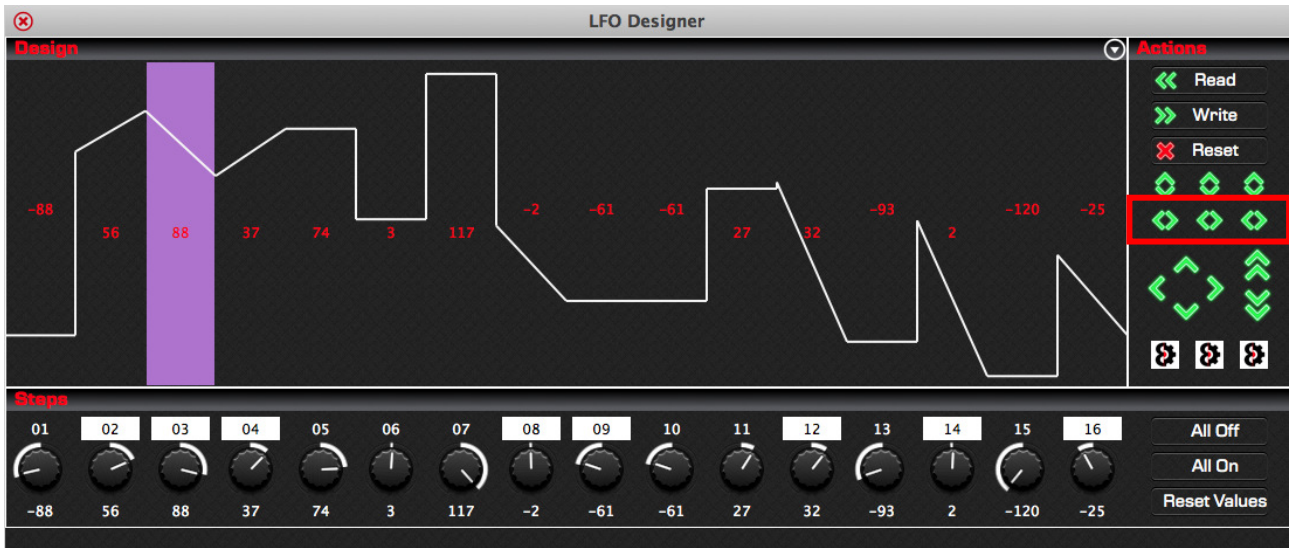 LFO Designer
Design
Actions
Read
Write
Reset
-88 -2 -61 -61 -93 -120 -25
56 88 37 74 3 117 27 32 2
Steps
01 02 03 04 05 06 07 08 09 10 11 12 13 14 15 16
-88 56 88 37 74 3 117 -2 -61 -61 27 32 -93 2 -120 -25
All Off
All On
Reset Values